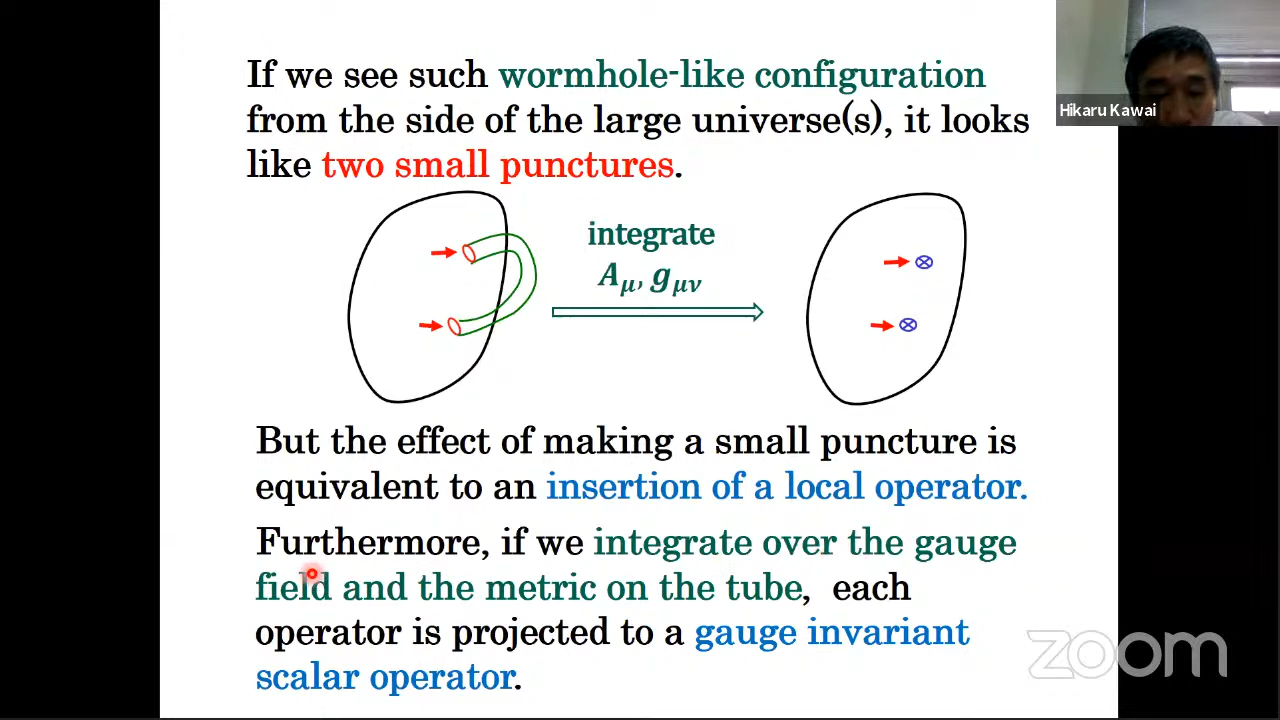 If we see such wormhole-like configuration
from the side of the large universe(s), it looks
like two small punctures.
integrate
Aμ, gμν
But the effect of making a small puncture is
equivalent to an insertion of a local operator.
Furthermore, if we integrate over the gauge
field and the metric on the tube, each
operator is projected to a gauge invariant
scalar operator.
Hikaru Kawai
zoom